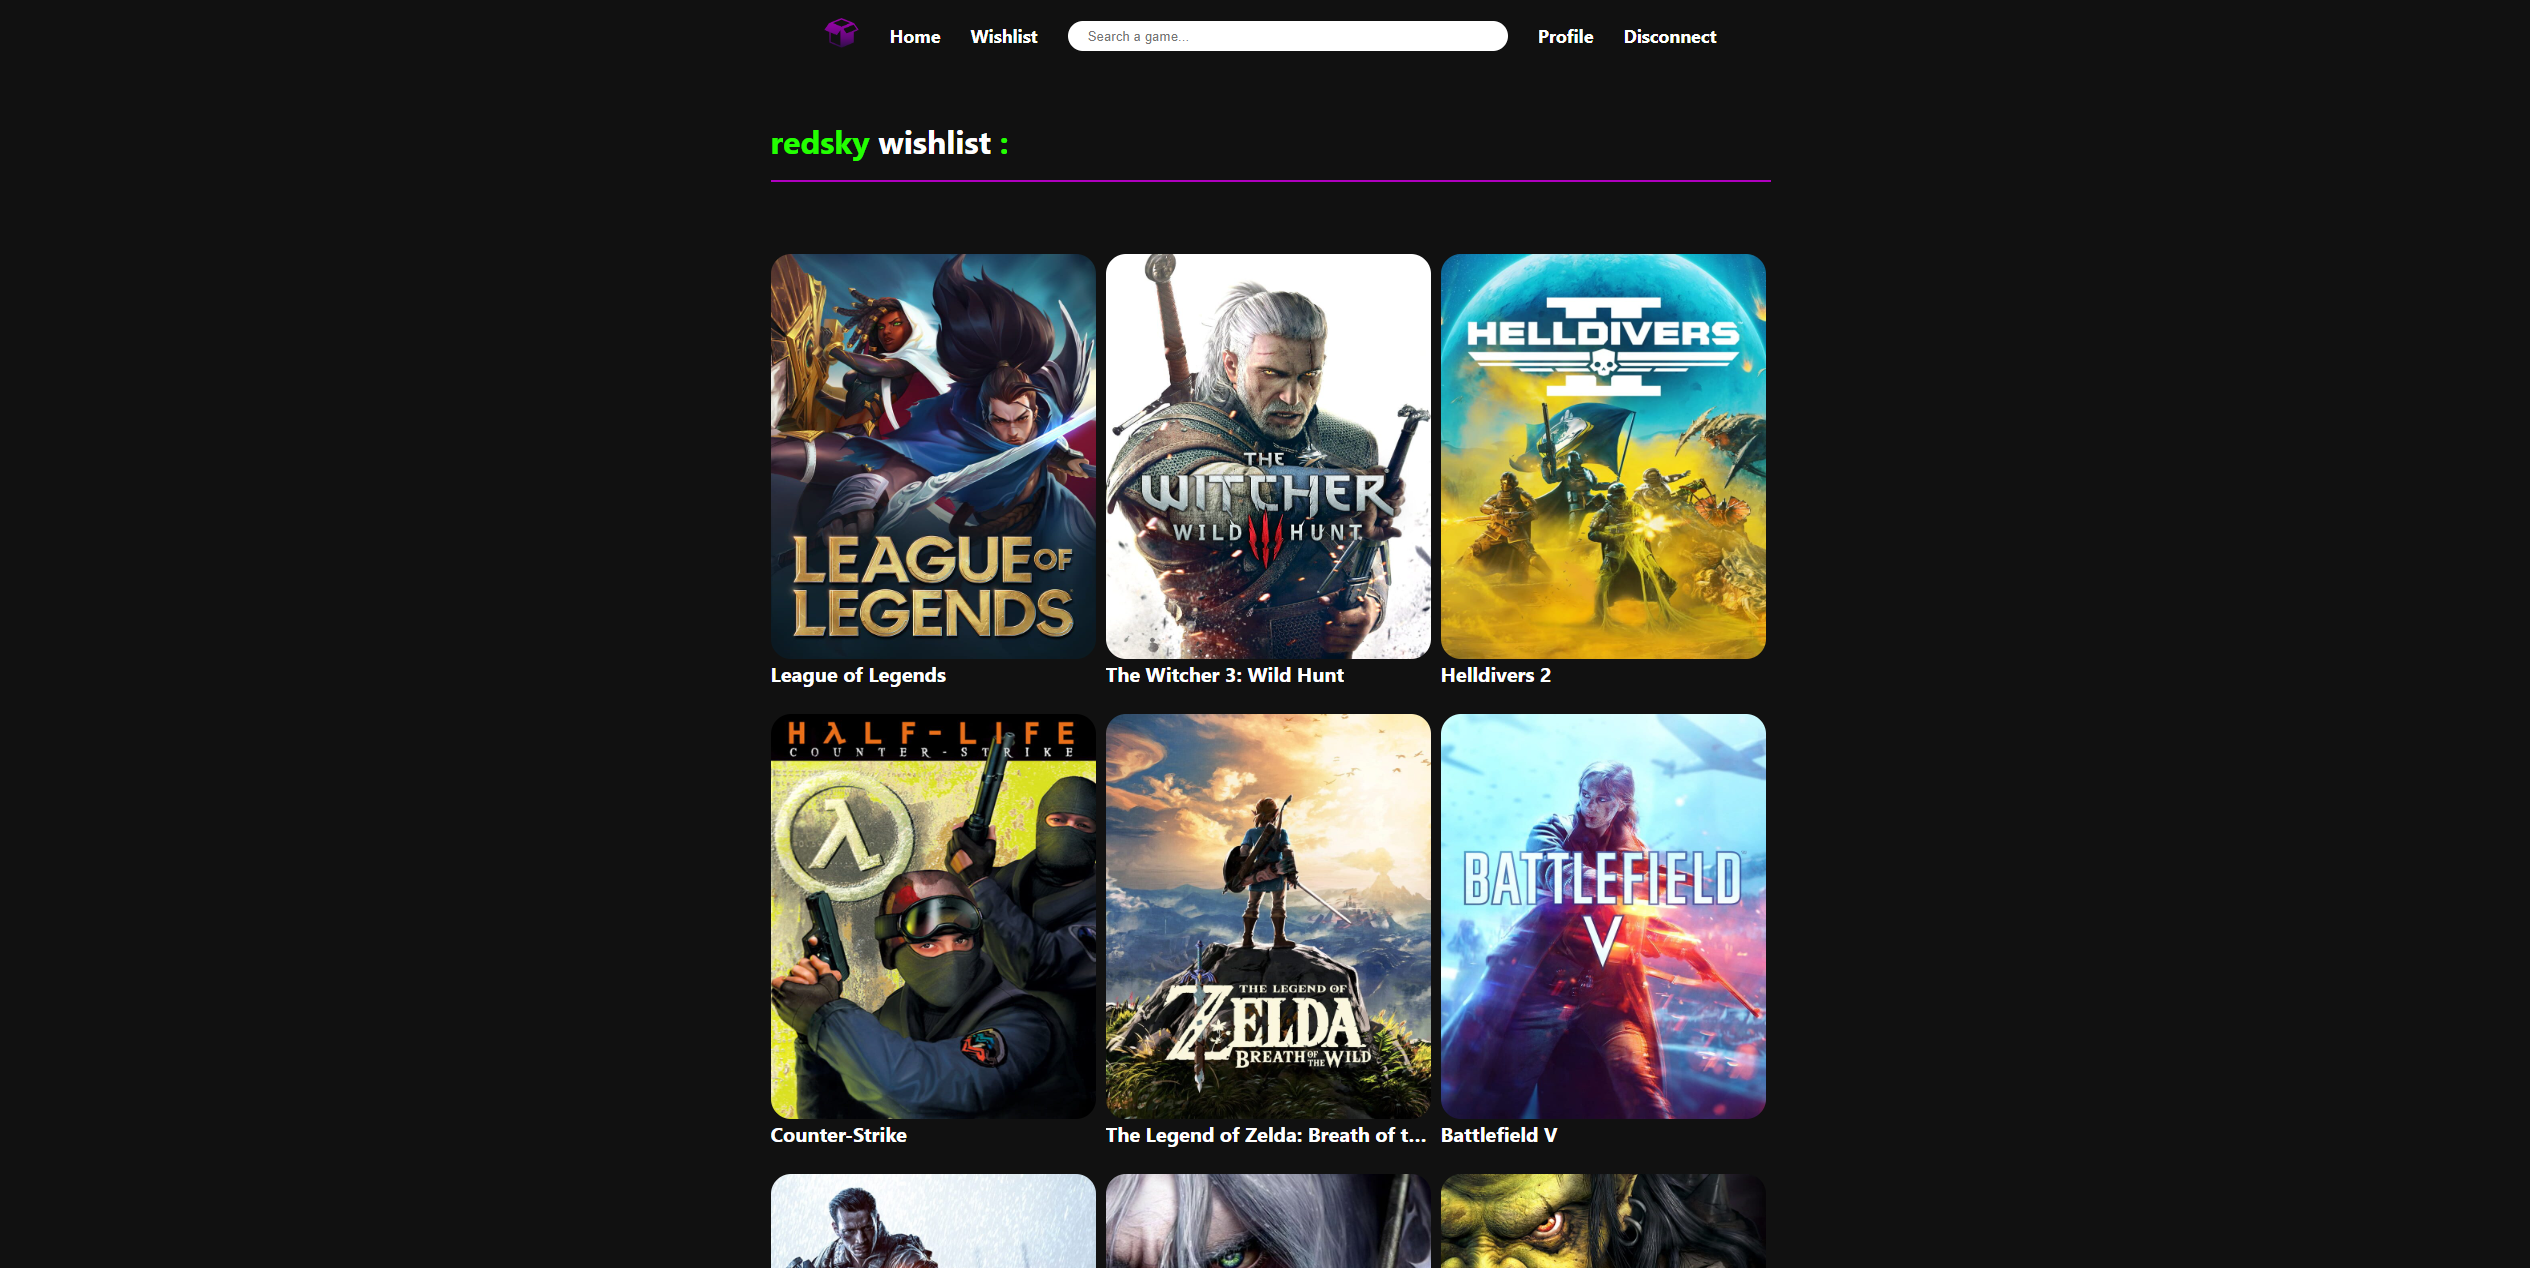 Home Wishlist Search a game... Profile Disconnect
redsky wishlist :
LEAGUE OF
LEGENDS
THE
WITCHER
WILD III HUNT
II
HELLDIVERS
League of Legends
The Witcher 3: Wild Hunt
Helldivers 2
HλLF-LIFE
COUNTER-STRIKE
λ
THE LEGEND OF
ZELDA
BREATH OF THE WILD
BATTLEFIELD
V
Counter-Strike
The Legend of Zelda: Breath of t...
Battlefield V